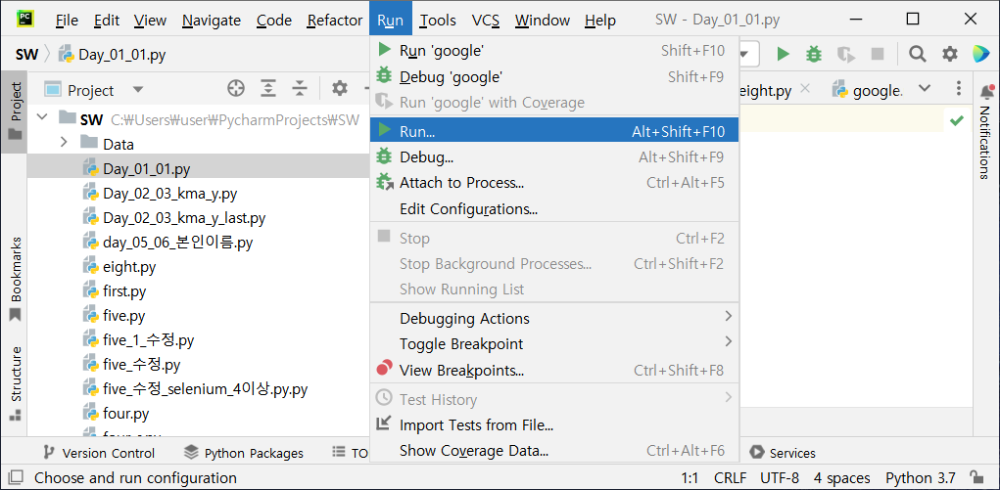 PC File Edit View Navigate Code Refactor Run Tools VCS Window Help SW - Day_01_01.py
SW Day_01_01.py
Project
Project
eight.py google.
SW C:₩Users₩user₩PycharmProjects₩SW
Data
Day_01_01.py
Day_02_03_kma_y.py
Day_02_03_kma_y_last.py
day_05_06_본인이름.py
eight.py
first.py
five.py
five_1_수정.py
five_수정.py
five_수정_selenium_4이상.py.py
four.py
Bookmarks
Structure
Run 'google' Shift+F10
Debug 'google' Shift+F9
Run 'google' with Coverage
Run... Alt+Shift+F10
Debug... Alt+Shift+F9
Attach to Process... Ctrl+Alt+F5
Edit Configurations...
Stop Ctrl+F2
Stop Background Processes... Ctrl+Shift+F2
Show Running List
Debugging Actions
Toggle Breakpoint
View Breakpoints... Ctrl+Shift+F8
Test History
Import Tests from File...
Show Coverage Data... Ctrl+Alt+F6
Notifications
Version Control Python Packages TO Services
Choose and run configuration 1:1 CRLF UTF-8 4 spaces Python 3.7